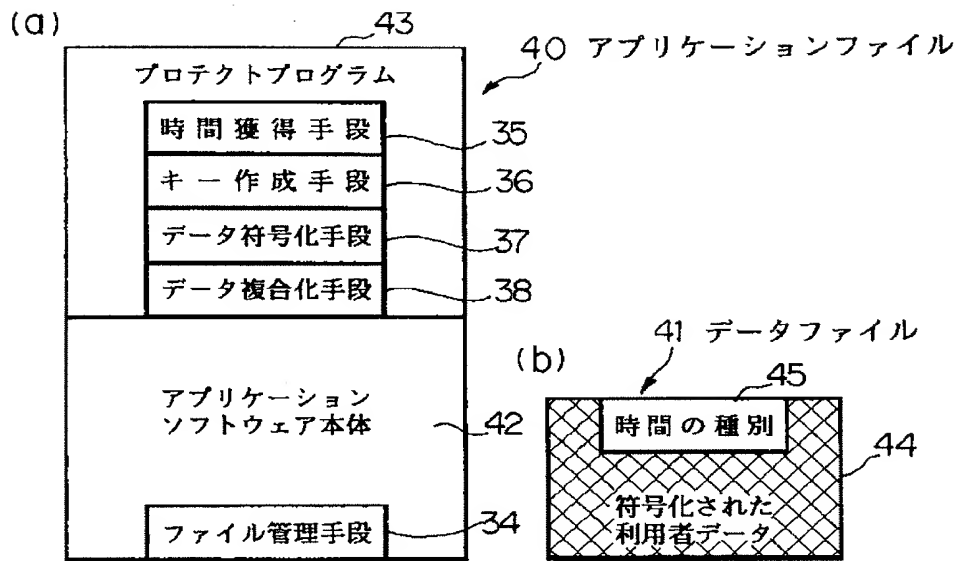 (a)
43
40 アプリケーションファイル
プロテクトプログラム
時間獲得手段
35
キー作成手段
36
データ符号化手段
37
データ複合化手段
38
アプリケーション
ソフトウェア本体
42
ファイル管理手段
34
(b)
41 データファイル
45
時間の種別
44
符号化された
利用者データ